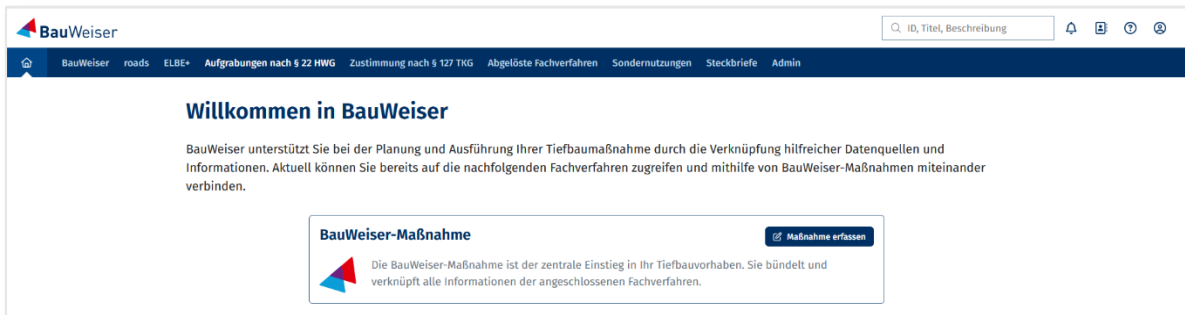 BauWeiser
ID, Titel, Beschreibung
BauWeiser roads ELBE+ Aufgrabungen nach § 22 HWG Zustimmung nach § 127 TKG Abgelöste Fachverfahren Sondernutzungen Steckbriefe Admin
Willkommen in BauWeiser
BauWeiser unterstützt Sie bei der Planung und Ausführung Ihrer Tiefbaumaßnahme durch die Verknüpfung hilfreicher Datenquellen und
Informationen. Aktuell können Sie bereits auf die nachfolgenden Fachverfahren zugreifen und mithilfe von BauWeiser-Maßnahmen miteinander
verbinden.
BauWeiser-Maßnahme
Maßnahme erfassen
Die BauWeiser-Maßnahme ist der zentrale Einstieg in Ihr Tiefbauvorhaben. Sie bündelt und
verknüpft alle Informationen der angeschlossenen Fachverfahren.